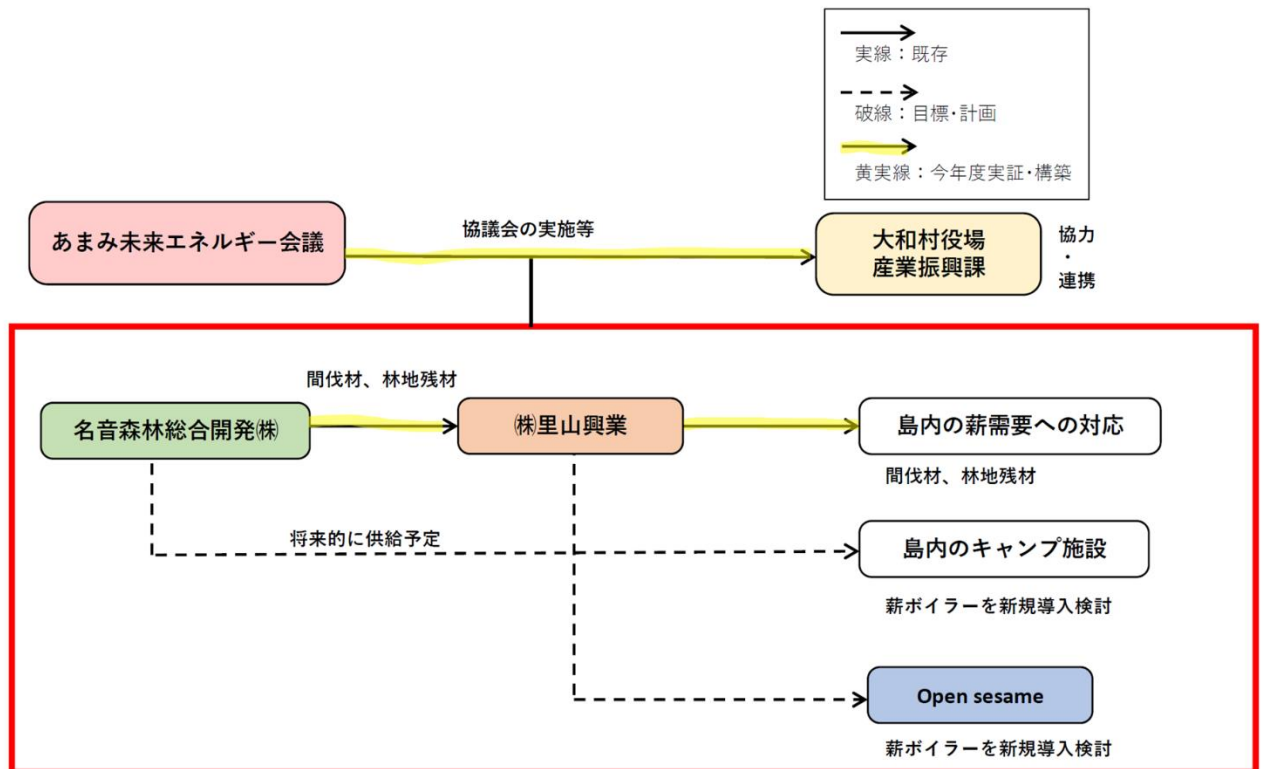 実線：既存
破線：目標・計画
黄実線：今年度実証・構築
あまみ未来エネルギー会議
協議会の実施等
大和村役場
産業振興課
協力
・
連携
間伐材、林地残材
名音森林総合開発㈱
㈱里山興業
島内の薪需要への対応
間伐材、林地残材
将来的に供給予定
島内のキャンプ施設
薪ボイラーを新規導入検討
Open sesame
薪ボイラーを新規導入検討